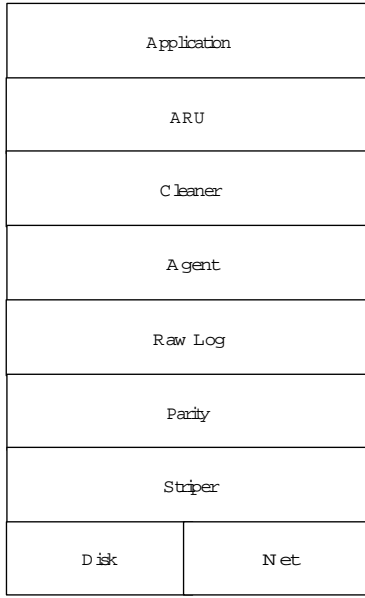 Application
ARU
Cleaner
Agent
Raw Log
Parity
Striper
Disk Net